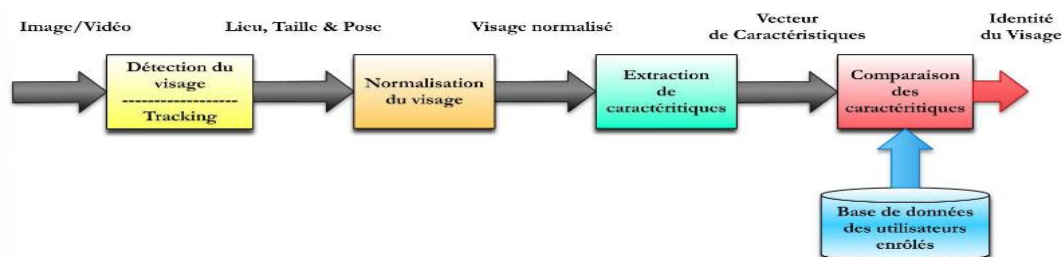 Image/Vidéo
Lieu, Taille & Pose
Visage normalisé
Vecteur
de Caractéristiques
Identité
du Visage
Détection du
visage
------------------
Tracking
Normalisation
du visage
Extraction
de
caractéritiques
Comparaison
des
caractéritiques
Base de données
des utilisateurs
enrôlés